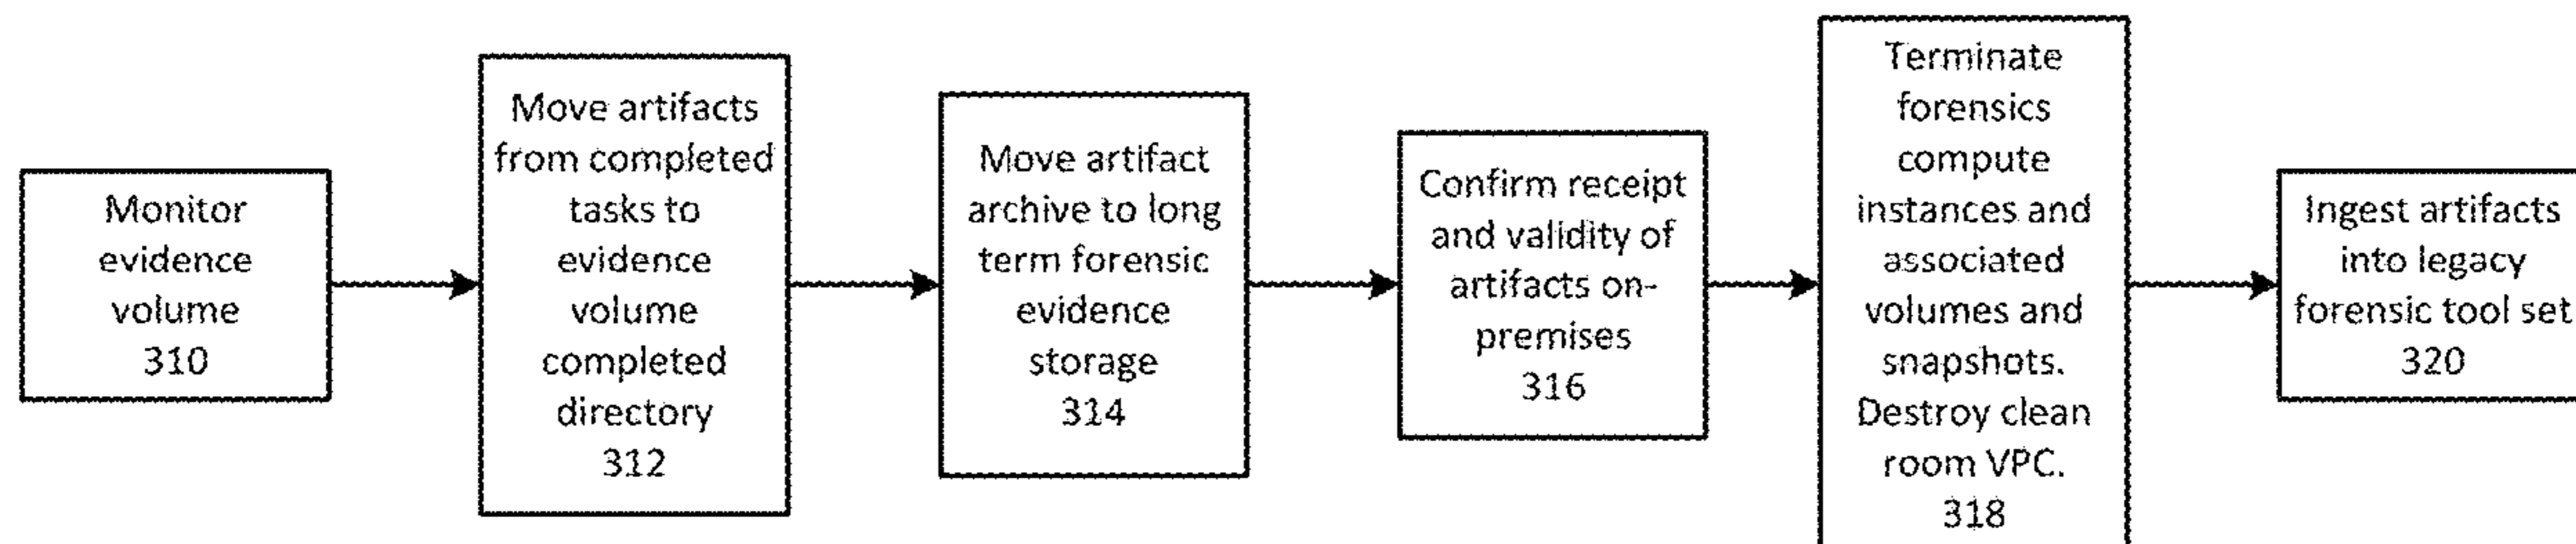 Monitor
evidence
volume
310
Move artifacts
from completed
tasks to
evidence
volume
completed
directory
312
Move artifact
archive to long
term forensic
evidence
storage
314
Confirm receipt
and validity of
artifacts on-
premises
316
Terminate
forensics
compute
instances and
associated
volumes and
snapshots.
Destroy clean
room VPC.
318
Ingest artifacts
into legacy
forensic tool set
320